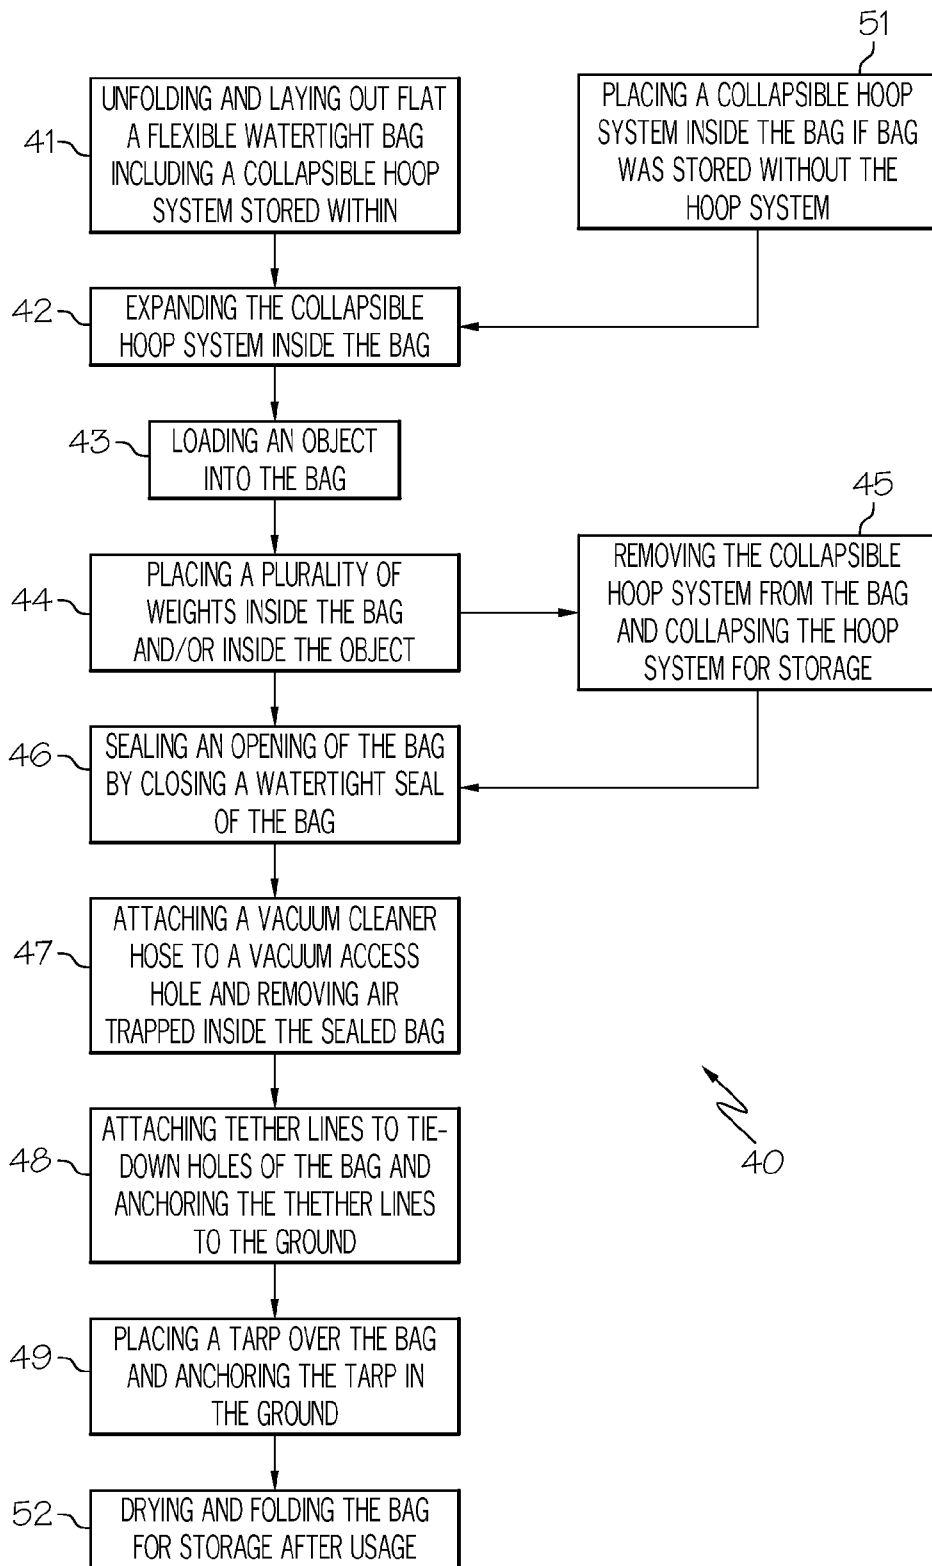 51
41
UNFOLDING AND LAYING OUT FLAT
A FLEXIBLE WATERTIGHT BAG
INCLUDING A COLLAPSIBLE HOOP
SYSTEM STORED WITHIN
PLACING A COLLAPSIBLE HOOP
SYSTEM INSIDE THE BAG IF BAG
WAS STORED WITHOUT THE
HOOP SYSTEM
42
EXPANDING THE COLLAPSIBLE
HOOP SYSTEM INSIDE THE BAG
43
LOADING AN OBJECT
INTO THE BAG
44
PLACING A PLURALITY OF
WEIGHTS INSIDE THE BAG
AND/OR INSIDE THE OBJECT
45
REMOVING THE COLLAPSIBLE
HOOP SYSTEM FROM THE BAG
AND COLLAPSING THE HOOP
SYSTEM FOR STORAGE
46
SEALING AN OPENING OF THE BAG
BY CLOSING A WATERTIGHT SEAL
OF THE BAG
47
ATTACHING A VACUUM CLEANER
HOSE TO A VACUUM ACCESS
HOLE AND REMOVING AIR
TRAPPED INSIDE THE SEALED BAG
48
ATTACHING TETHER LINES TO TIE-
DOWN HOLES OF THE BAG AND
ANCHORING THE THETHER LINES
TO THE GROUND
40
49
PLACING A TARP OVER THE BAG
AND ANCHORING THE TARP IN
THE GROUND
52
DRYING AND FOLDING THE BAG
FOR STORAGE AFTER USAGE